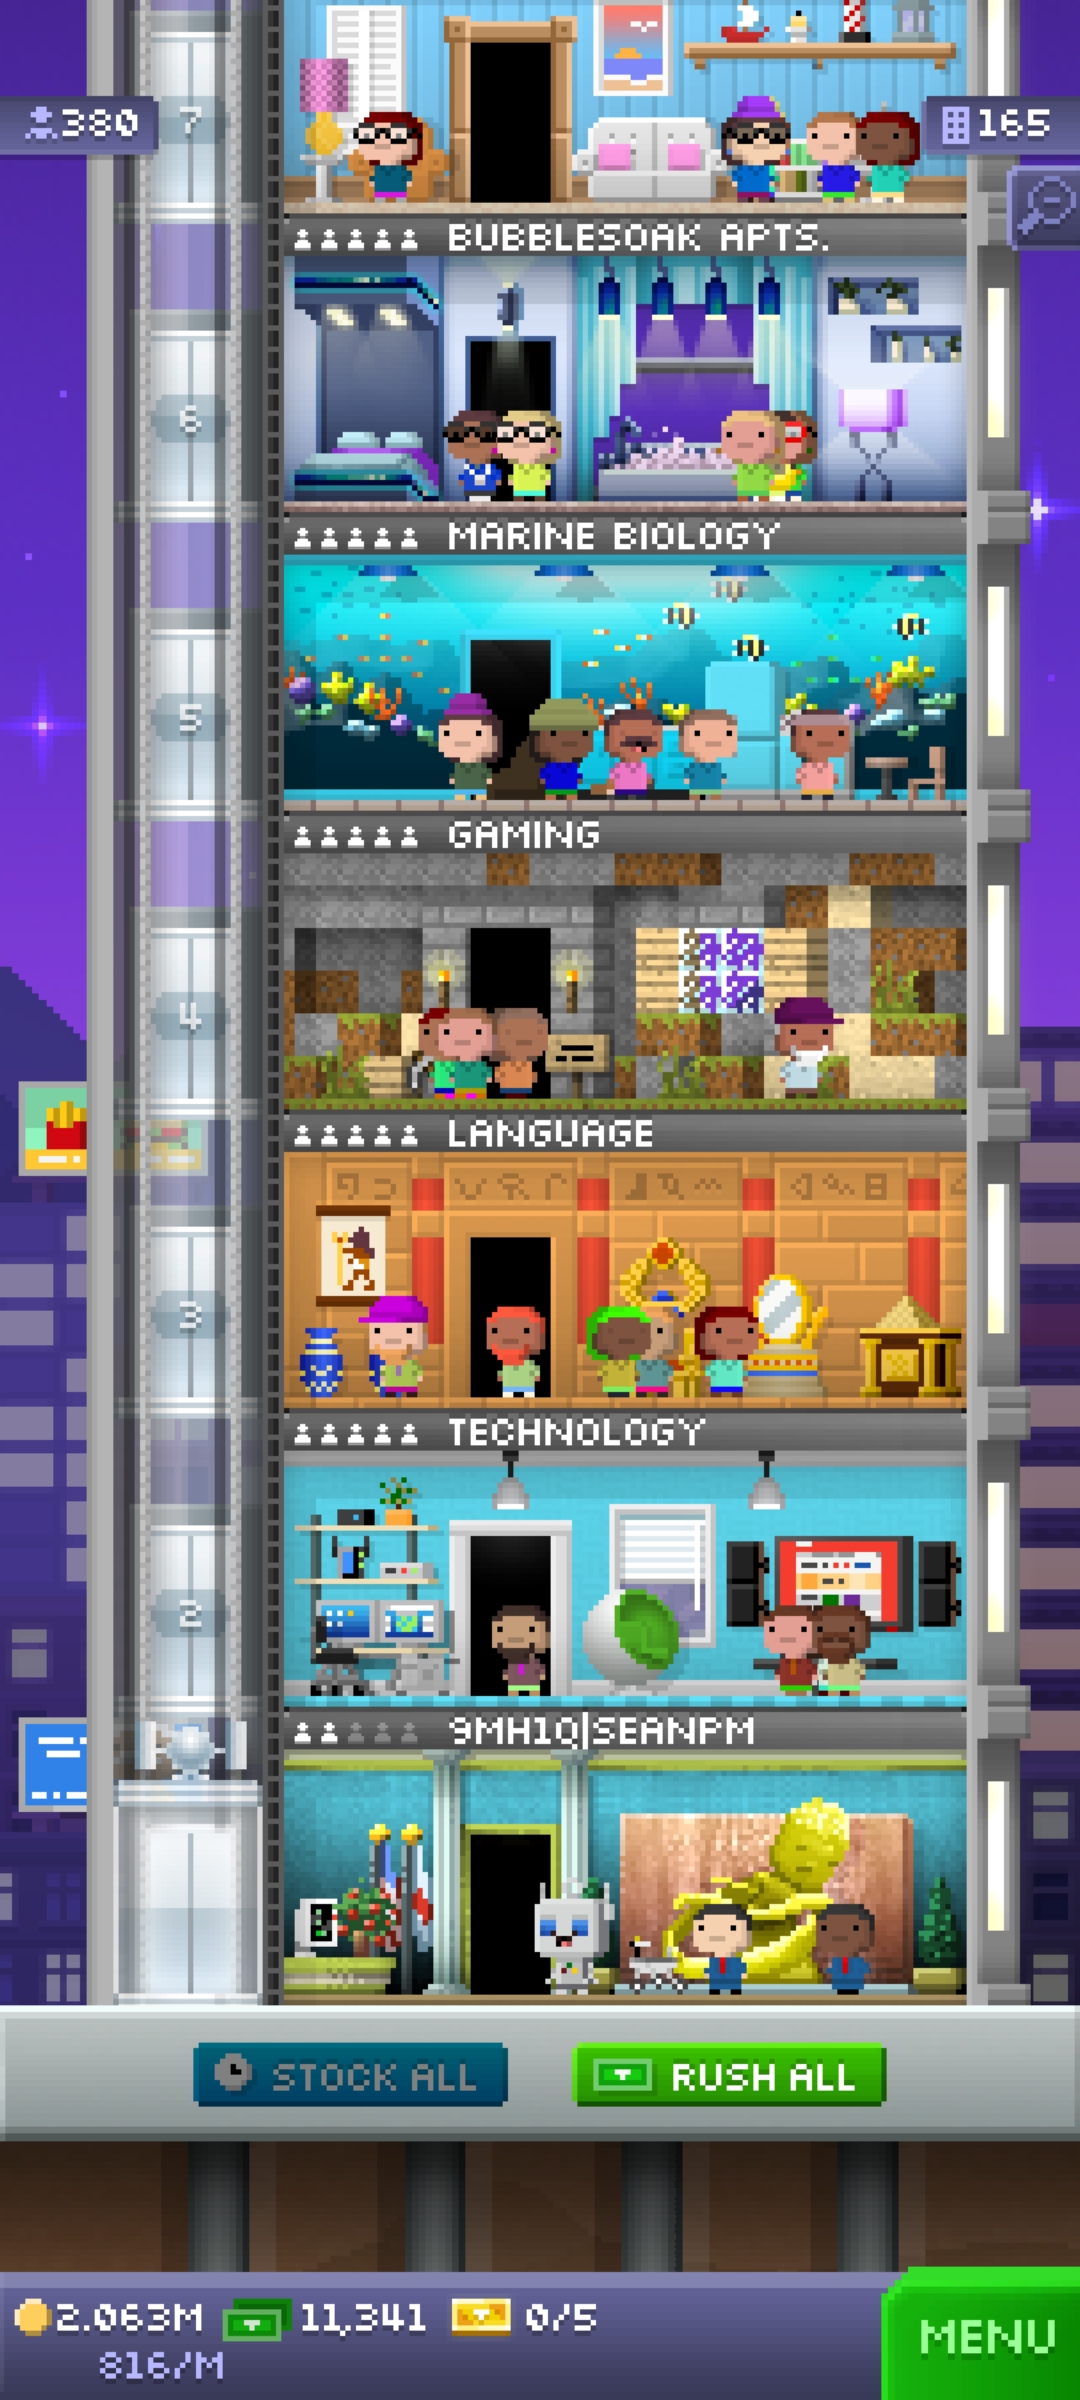 380
7
165
BUBBLESOAK APTS.
6
MARINE BIOLOGY
5
GAMING
4
LANGUAGE
3
TECHNOLOGY
2
9MH1Q|SEANPM
STOCK ALL
RUSH ALL
2.063M
11,341
0/5
816/M
MENU